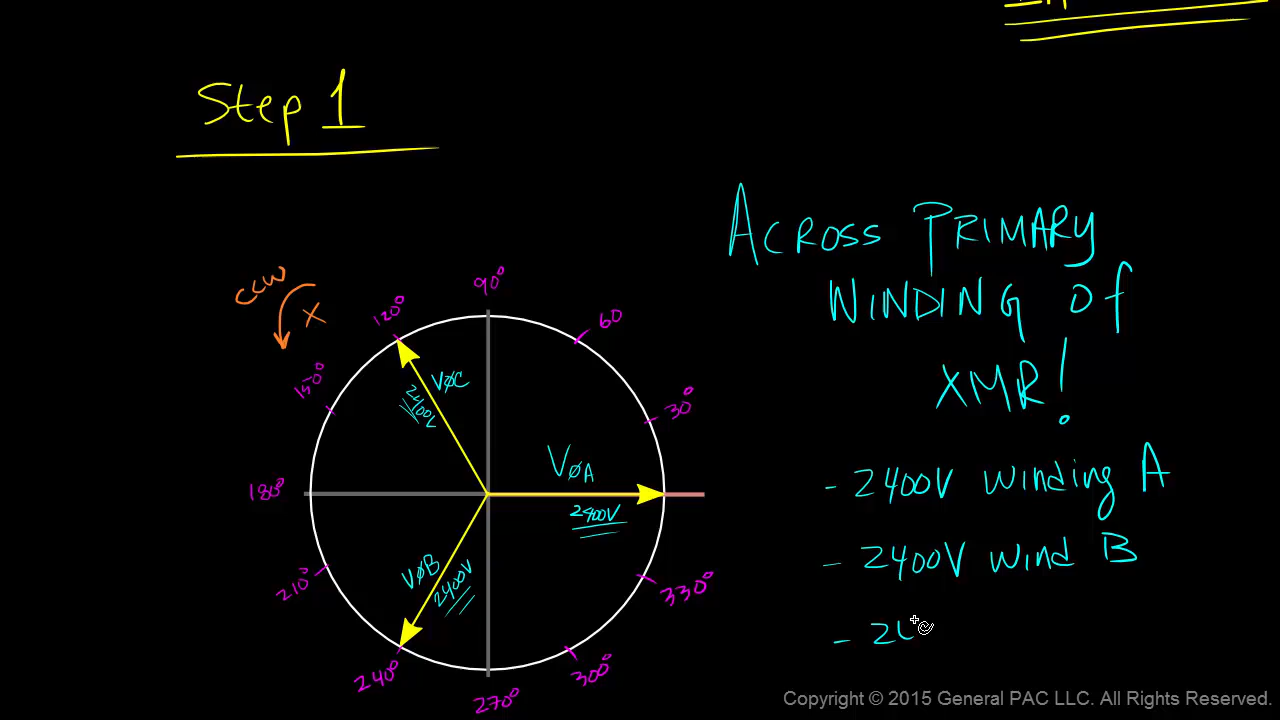 Step 1
ACROSS PRIMARY
WINDING Of
XMR!
- 2400V winding A
- 2400V wind B
- 24
CCW
X
90°
120°
60
150°
30°
VØC
2400V
VØA
2400V
180°
VØB
2400V
210°
330°
240°
300°
270°
Copyright © 2015 General PAC LLC. All Rights Reserved.